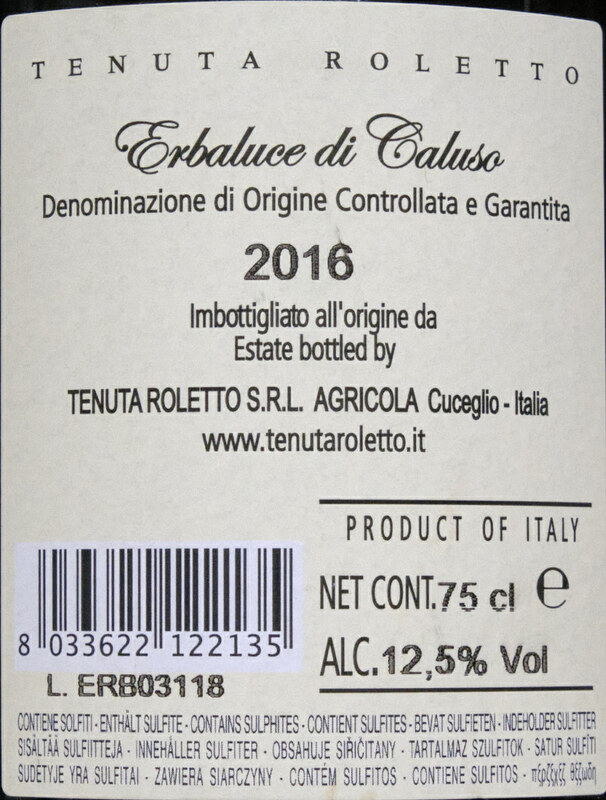 TENUTA ROLETTO
Erbaluce di Caluso
Denominazione di Origine Controllata e Garantita
2016
Imbottigliato all'origine da
Estate bottled by
TENUTA ROLETTO S.R.L. AGRICOLA Cuceglio - Italia
www.tenutaroletto.it
PRODUCT OF ITALY
NET CONT.75 cl e
ALC.12,5% Vol
8 033622 122135
L. ERB03118
CONTIENE SOLFITI - ENTHÄLT SULFITE - CONTAINS SULPHITES - CONTIENT SULFITES - BEVAT SULFIETEN - INDEHOLDER SULFITTER
SISÄLTÄÄ SULFIITTEJA - INNEHÅLLER SULFITER - OBSAHUJE SIŘIČITANY - TARTALMAZ SZULFITOK - SATUR SULFĪTI
SUDĖTYJE YRA SULFITAI - ZAWIERA SIARCZYNY - CONTÉM SULFITOS - CONTIENE SULFITOS -